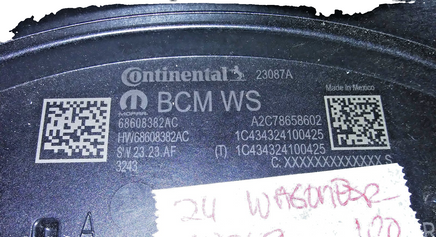 Continental 23087A
MOPAR BCM WS Made In Mexico
68608382AC A2C78658602
HW68608382AC 1C434324100425
S\V 23.23.AF (T) 1C434324100425
3243 C. XXXXXXXXXXXXXX S
24 WAGONEER
A R